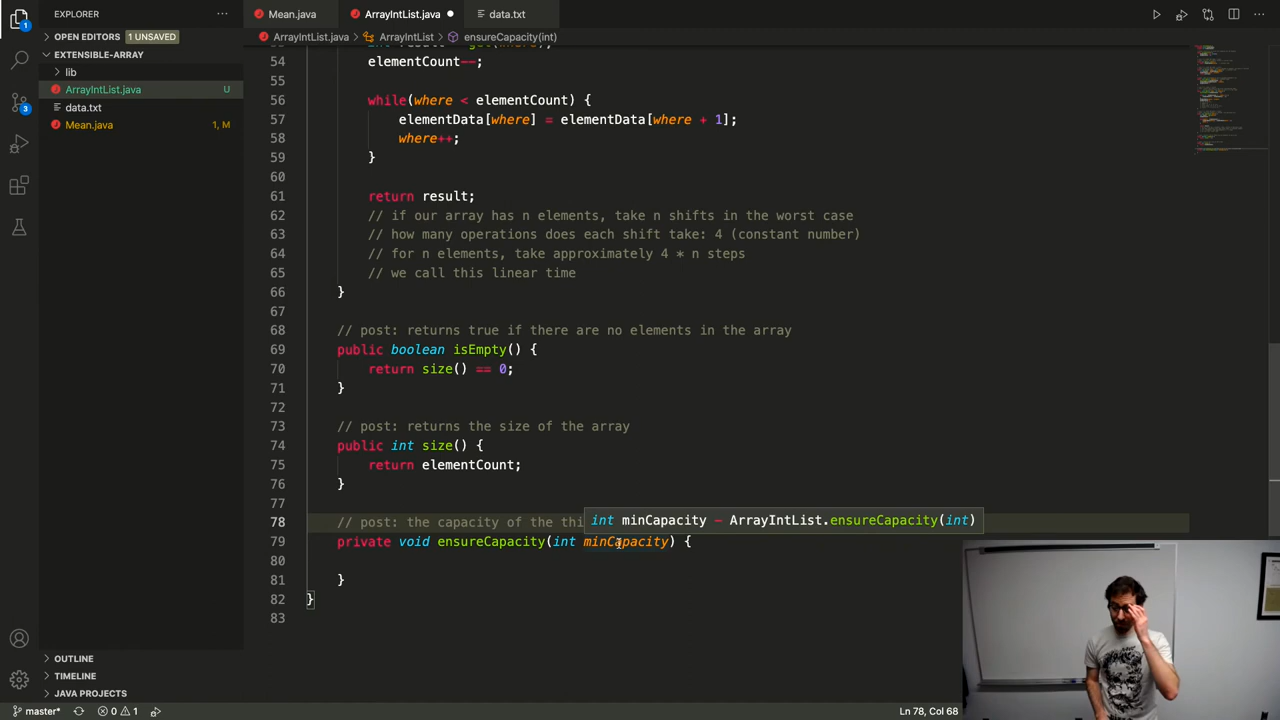 EXPLORER
Mean.java
ArrayIntList.java
data.txt
OPEN EDITORS 1 UNSAVED
ArrayIntList.java > ArrayIntList > ensureCapacity(int)
EXTENSIBLE-ARRAY
lib
ArrayIntList.java U
data.txt
Mean.java 1, M
1
3
54 elementCount--;
55
56 while(where < elementCount) {
57 elementData[where] = elementData[where + 1];
58 where++;
59 }
60
61 return result;
62 // if our array has n elements, take n shifts in the worst case
63 // how many operations does each shift take: 4 (constant number)
64 // for n elements, take approximately 4 * n steps
65 // we call this linear time
66 }
67
68 // post: returns true if there are no elements in the array
69 public boolean isEmpty() {
70 return size() == 0;
71 }
72
73 // post: returns the size of the array
74 public int size() {
75 return elementCount;
76 }
77
78 // post: the capacity of the thi
int minCapacity - ArrayIntList.ensureCapacity(int)
79 private void ensureCapacity(int minCapacity) {
80
81 }
82 }
83
OUTLINE
TIMELINE
JAVA PROJECTS
master* 0 1
Ln 78, Col 68